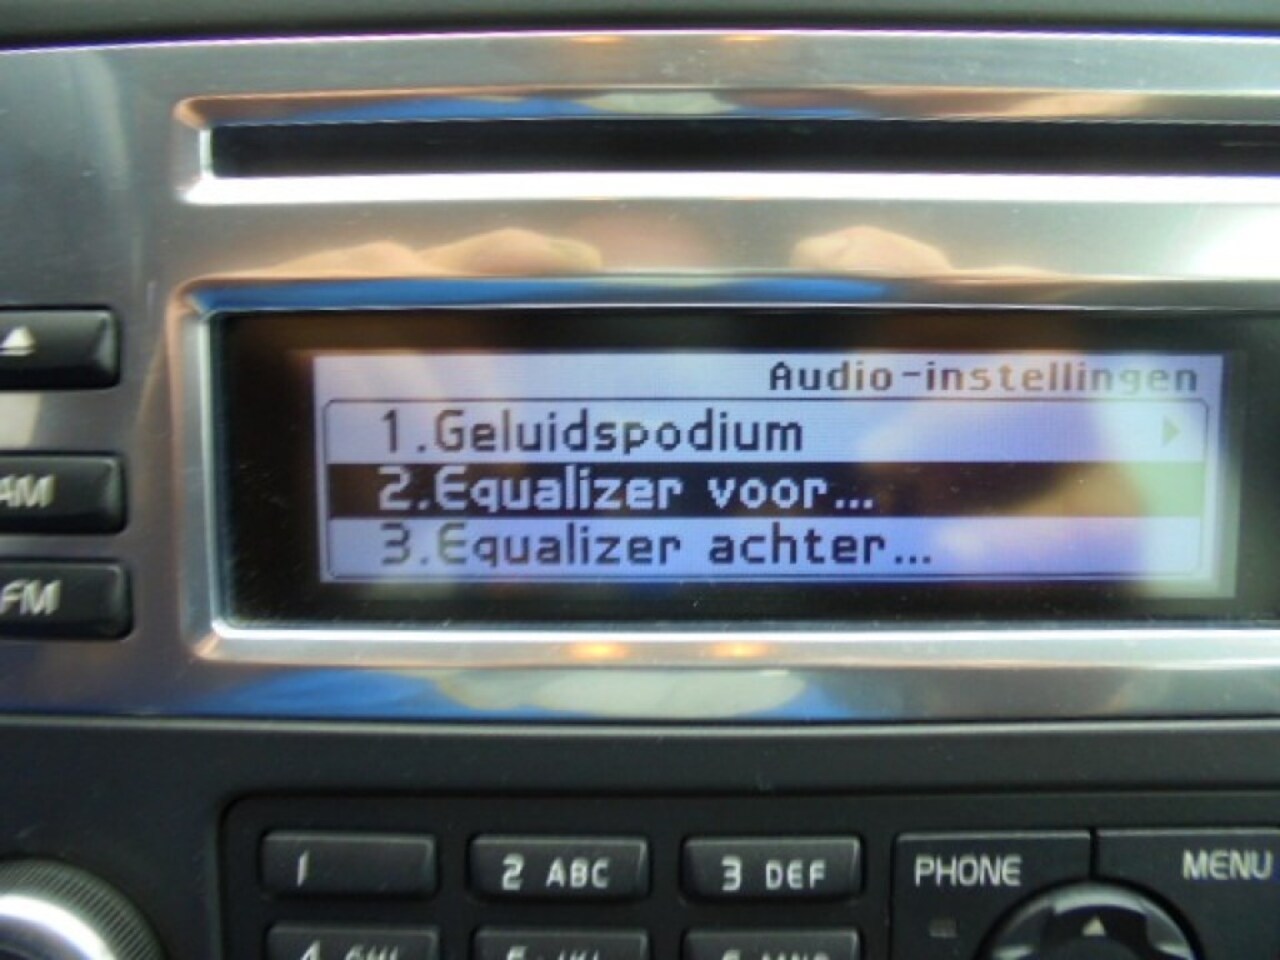 Audio-instellingen
1.Geluidspodium
2.Equalizer voor...
3.Equalizer achter...
AM
FM
1
2 ABC
3 DEF
PHONE
MENU